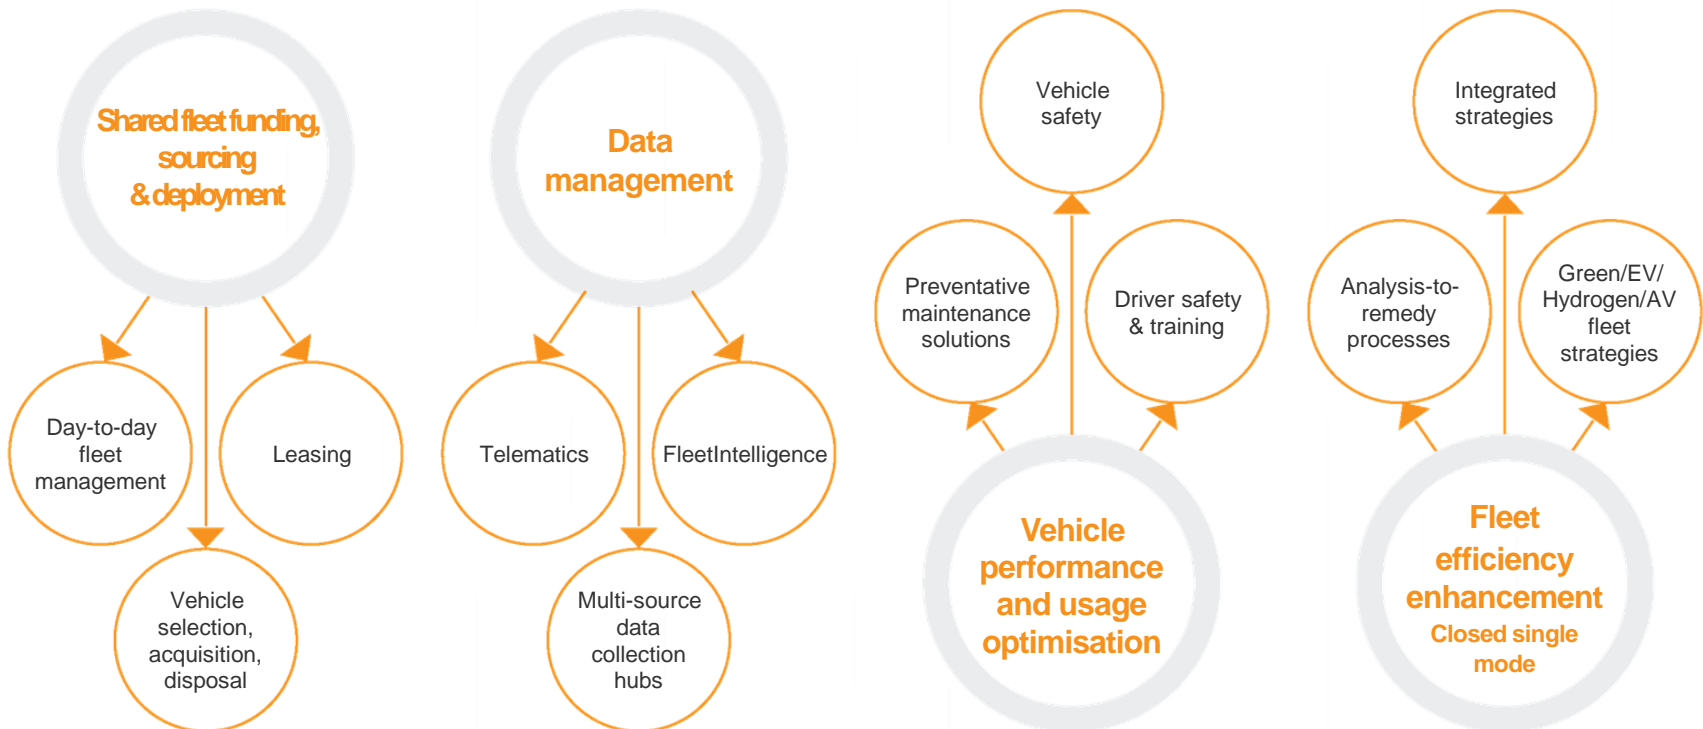 Shared fleet funding,
sourcing
& deployment
Day-to-day
fleet
management
Leasing
Vehicle
selection,
acquisition,
disposal
Data
management
Telematics
FleetIntelligence
Multi-source
data
collection
hubs
Vehicle
safety
Preventative
maintenance
solutions
Driver safety
& training
Vehicle
performance
and usage
optimisation
Integrated
strategies
Analysis-to-
remedy
processes
Green/EV/
Hydrogen/AV
fleet
strategies
Fleet
efficiency
enhancement
Closed single
mode